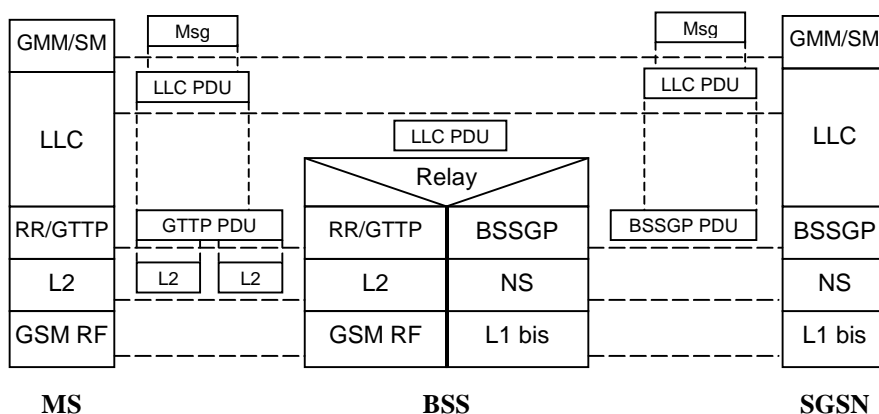 GMM/SM
Msg
Msg
GMM/SM
LLC PDU
LLC PDU
LLC
LLC PDU
LLC
Relay
RR/GTTP
GTTP PDU
RR/GTTP
BSSGP
BSSGP PDU
BSSGP
L2
L2
L2
L2
NS
NS
GSM RF
GSM RF
L1 bis
L1 bis
MS
BSS
SGSN